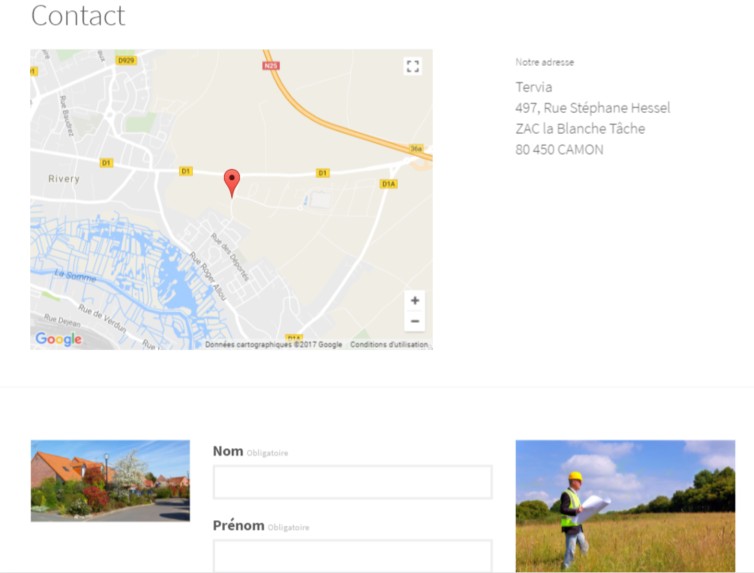 Contact
Notre adresse
Tervia
497, Rue Stéphane Hessel
ZAC la Blanche Tâche
80 450 CAMON
D929
N25
Rue Baudrez
D1
D1
D1
36a
D1A
Rivery
Rue des Déportés
Rue Roger Allou
La Somme
Rue de Verdun
Rue Dejean
Google
Données cartographiques ©2017 Google
Conditions d'utilisation
Nom Obligatoire
Prénom Obligatoire